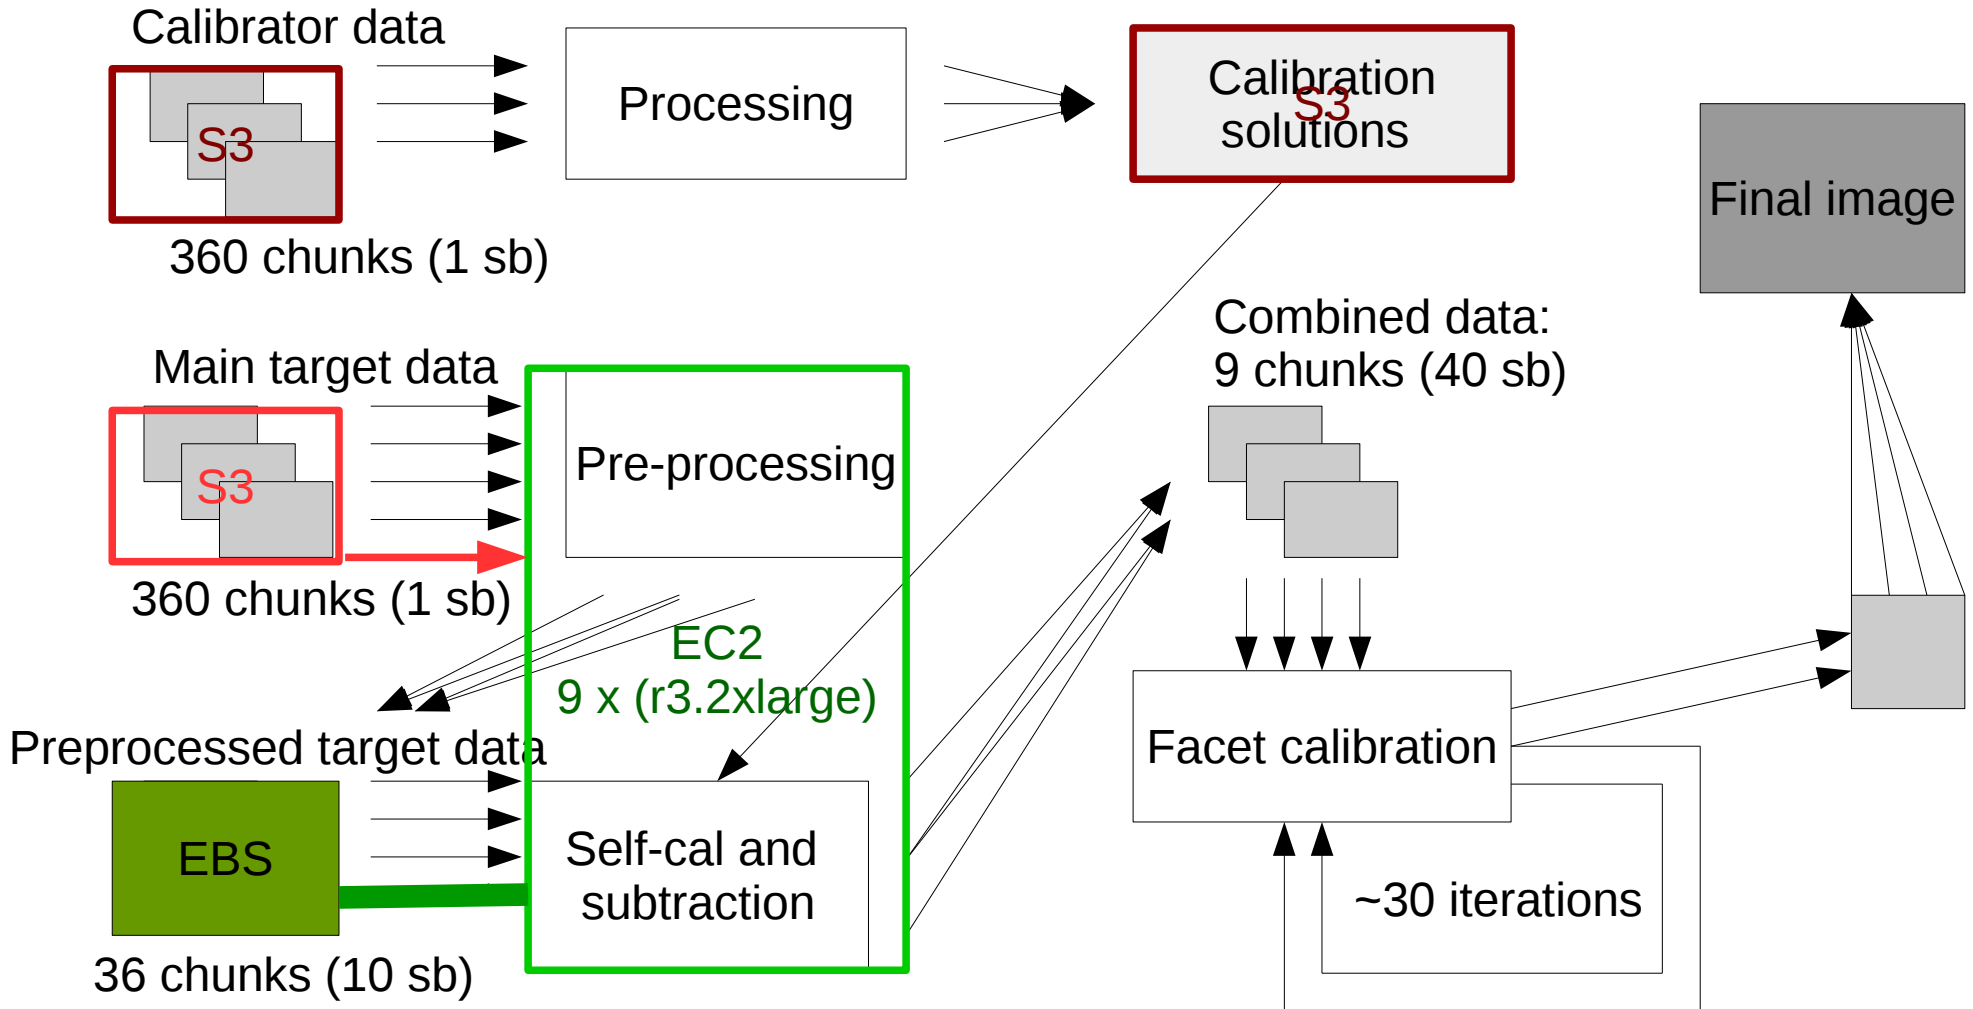 Calibrator data
S3
360 chunks (1 sb)
Processing
Calibration
S3
solutions
Final image
Main target data
S3
360 chunks (1 sb)
Pre-processing
EC2
9 x (r3.2xlarge)
Combined data:
9 chunks (40 sb)
Preprocessed target data
EBS
36 chunks (10 sb)
Self-cal and
subtraction
Facet calibration
~30 iterations